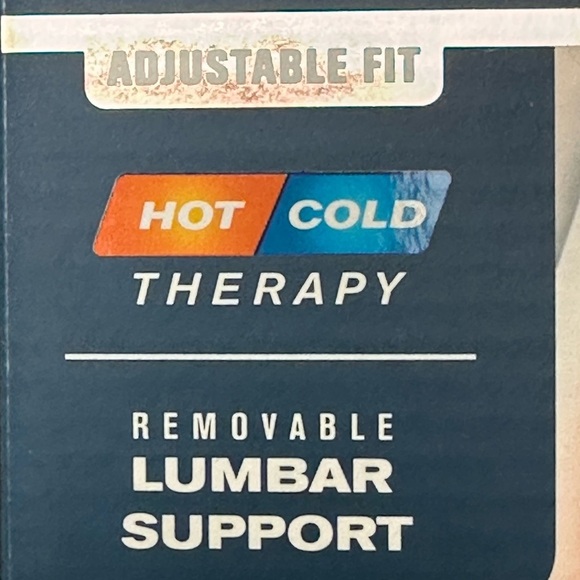 ADJUSTABLE FIT
HOT COLD
THERAPY
REMOVABLE
LUMBAR
SUPPORT